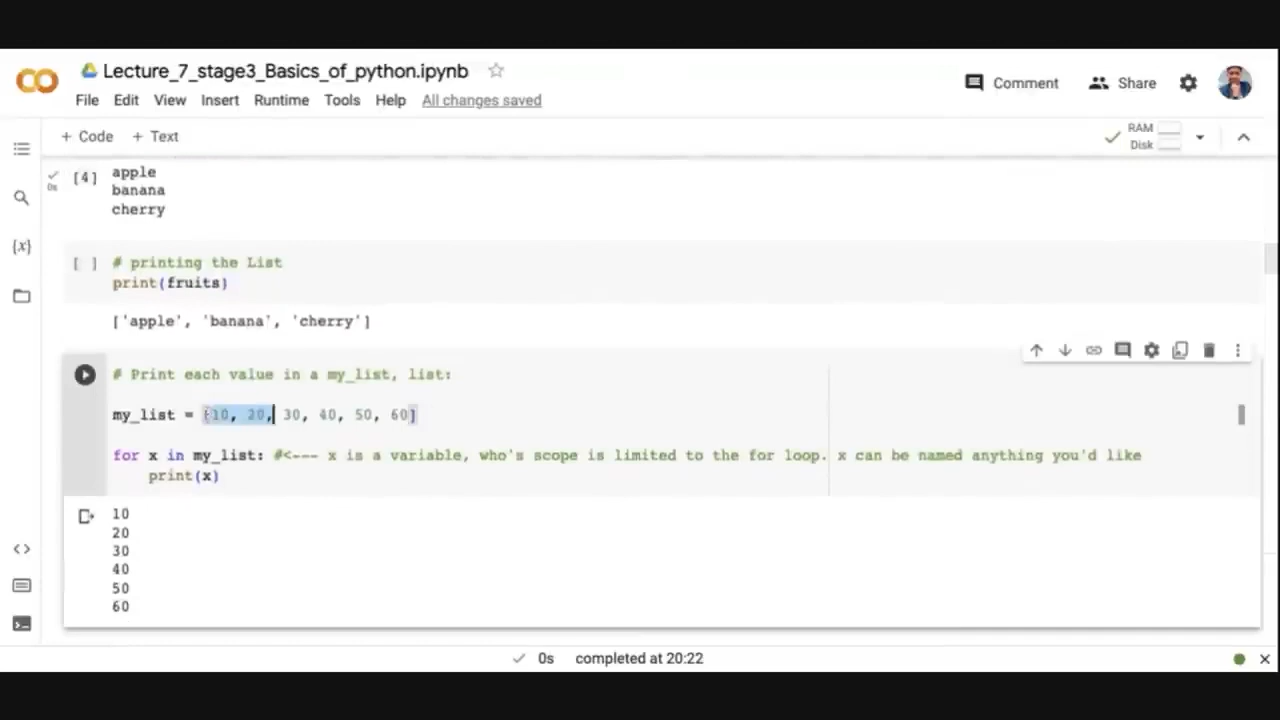 Lecture_7_stage3_Basics_of_python.ipynb
File Edit View Insert Runtime Tools Help All changes saved
Comment Share
+ Code + Text
RAM
Disk
0s
[4] apple
banana
cherry
{x}
[ ] # printing the List
print(fruits)
['apple', 'banana', 'cherry']
# Print each value in a my_list, list:
my_list = [10, 20, 30, 40, 50, 60]
for x in my_list: #<--- x is a variable, who's scope is limited to the for loop. x can be named anything you'd like
print(x)
10
20
30
40
50
60
0s completed at 20:22